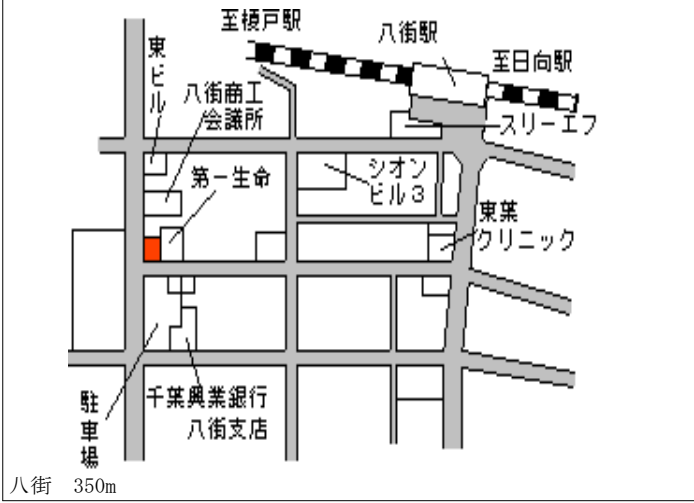 至榎戸駅
八街駅
至日向駅
東ビル
八街商工
会議所
スリーエフ
第一生命
シオン
ビル3
東葉
クリニック
千葉興業銀行
八街支店
駐車場
八街 350m